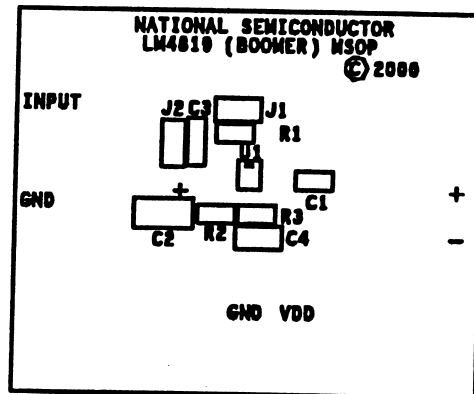 NATIONAL SEMICONDUCTOR
LM4819 (BOOMER) MSOP
© 2000
INPUT
J2 C3 J1
R1
U1
GND
+
C1
+
C2
R2
R3
C4
−
GND VDD